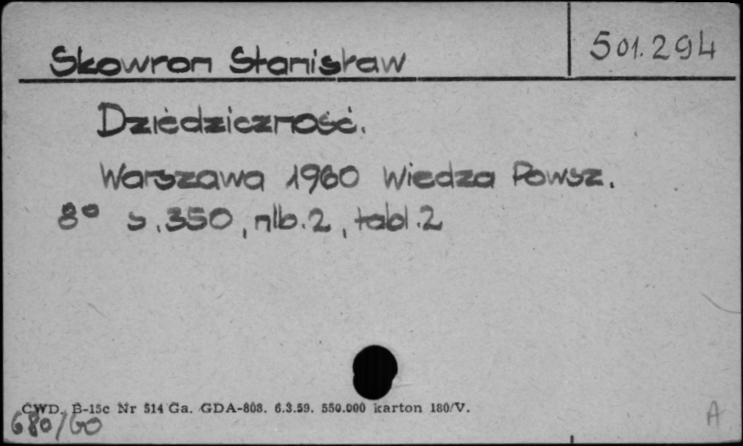 Skowron Stanisław
501.294
Dziedziczność.
Warszawa 1960 Wiedza Powsz.
8° s.350, nlb.2, tabl.2
CWD. B-15c Nr 514 Ga. GDA-808. 6.3.59. 550.000 karton 180/V.
680/60
A